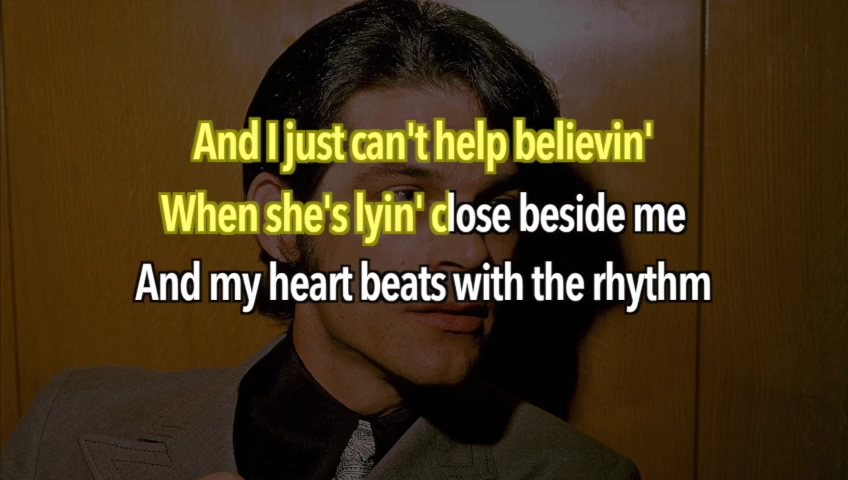 And I just can't help believin'
When she's lyin' close beside me
And my heart beats with the rhythm